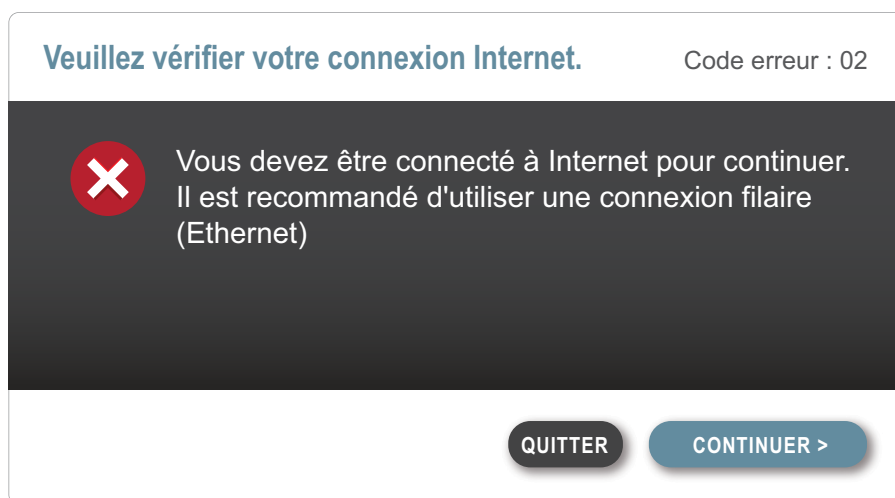 Veuillez vérifier votre connexion Internet.
Code erreur : 02
Vous devez être connecté à Internet pour continuer.
Il est recommandé d'utiliser une connexion filaire
(Ethernet)
QUITTER
CONTINUER >